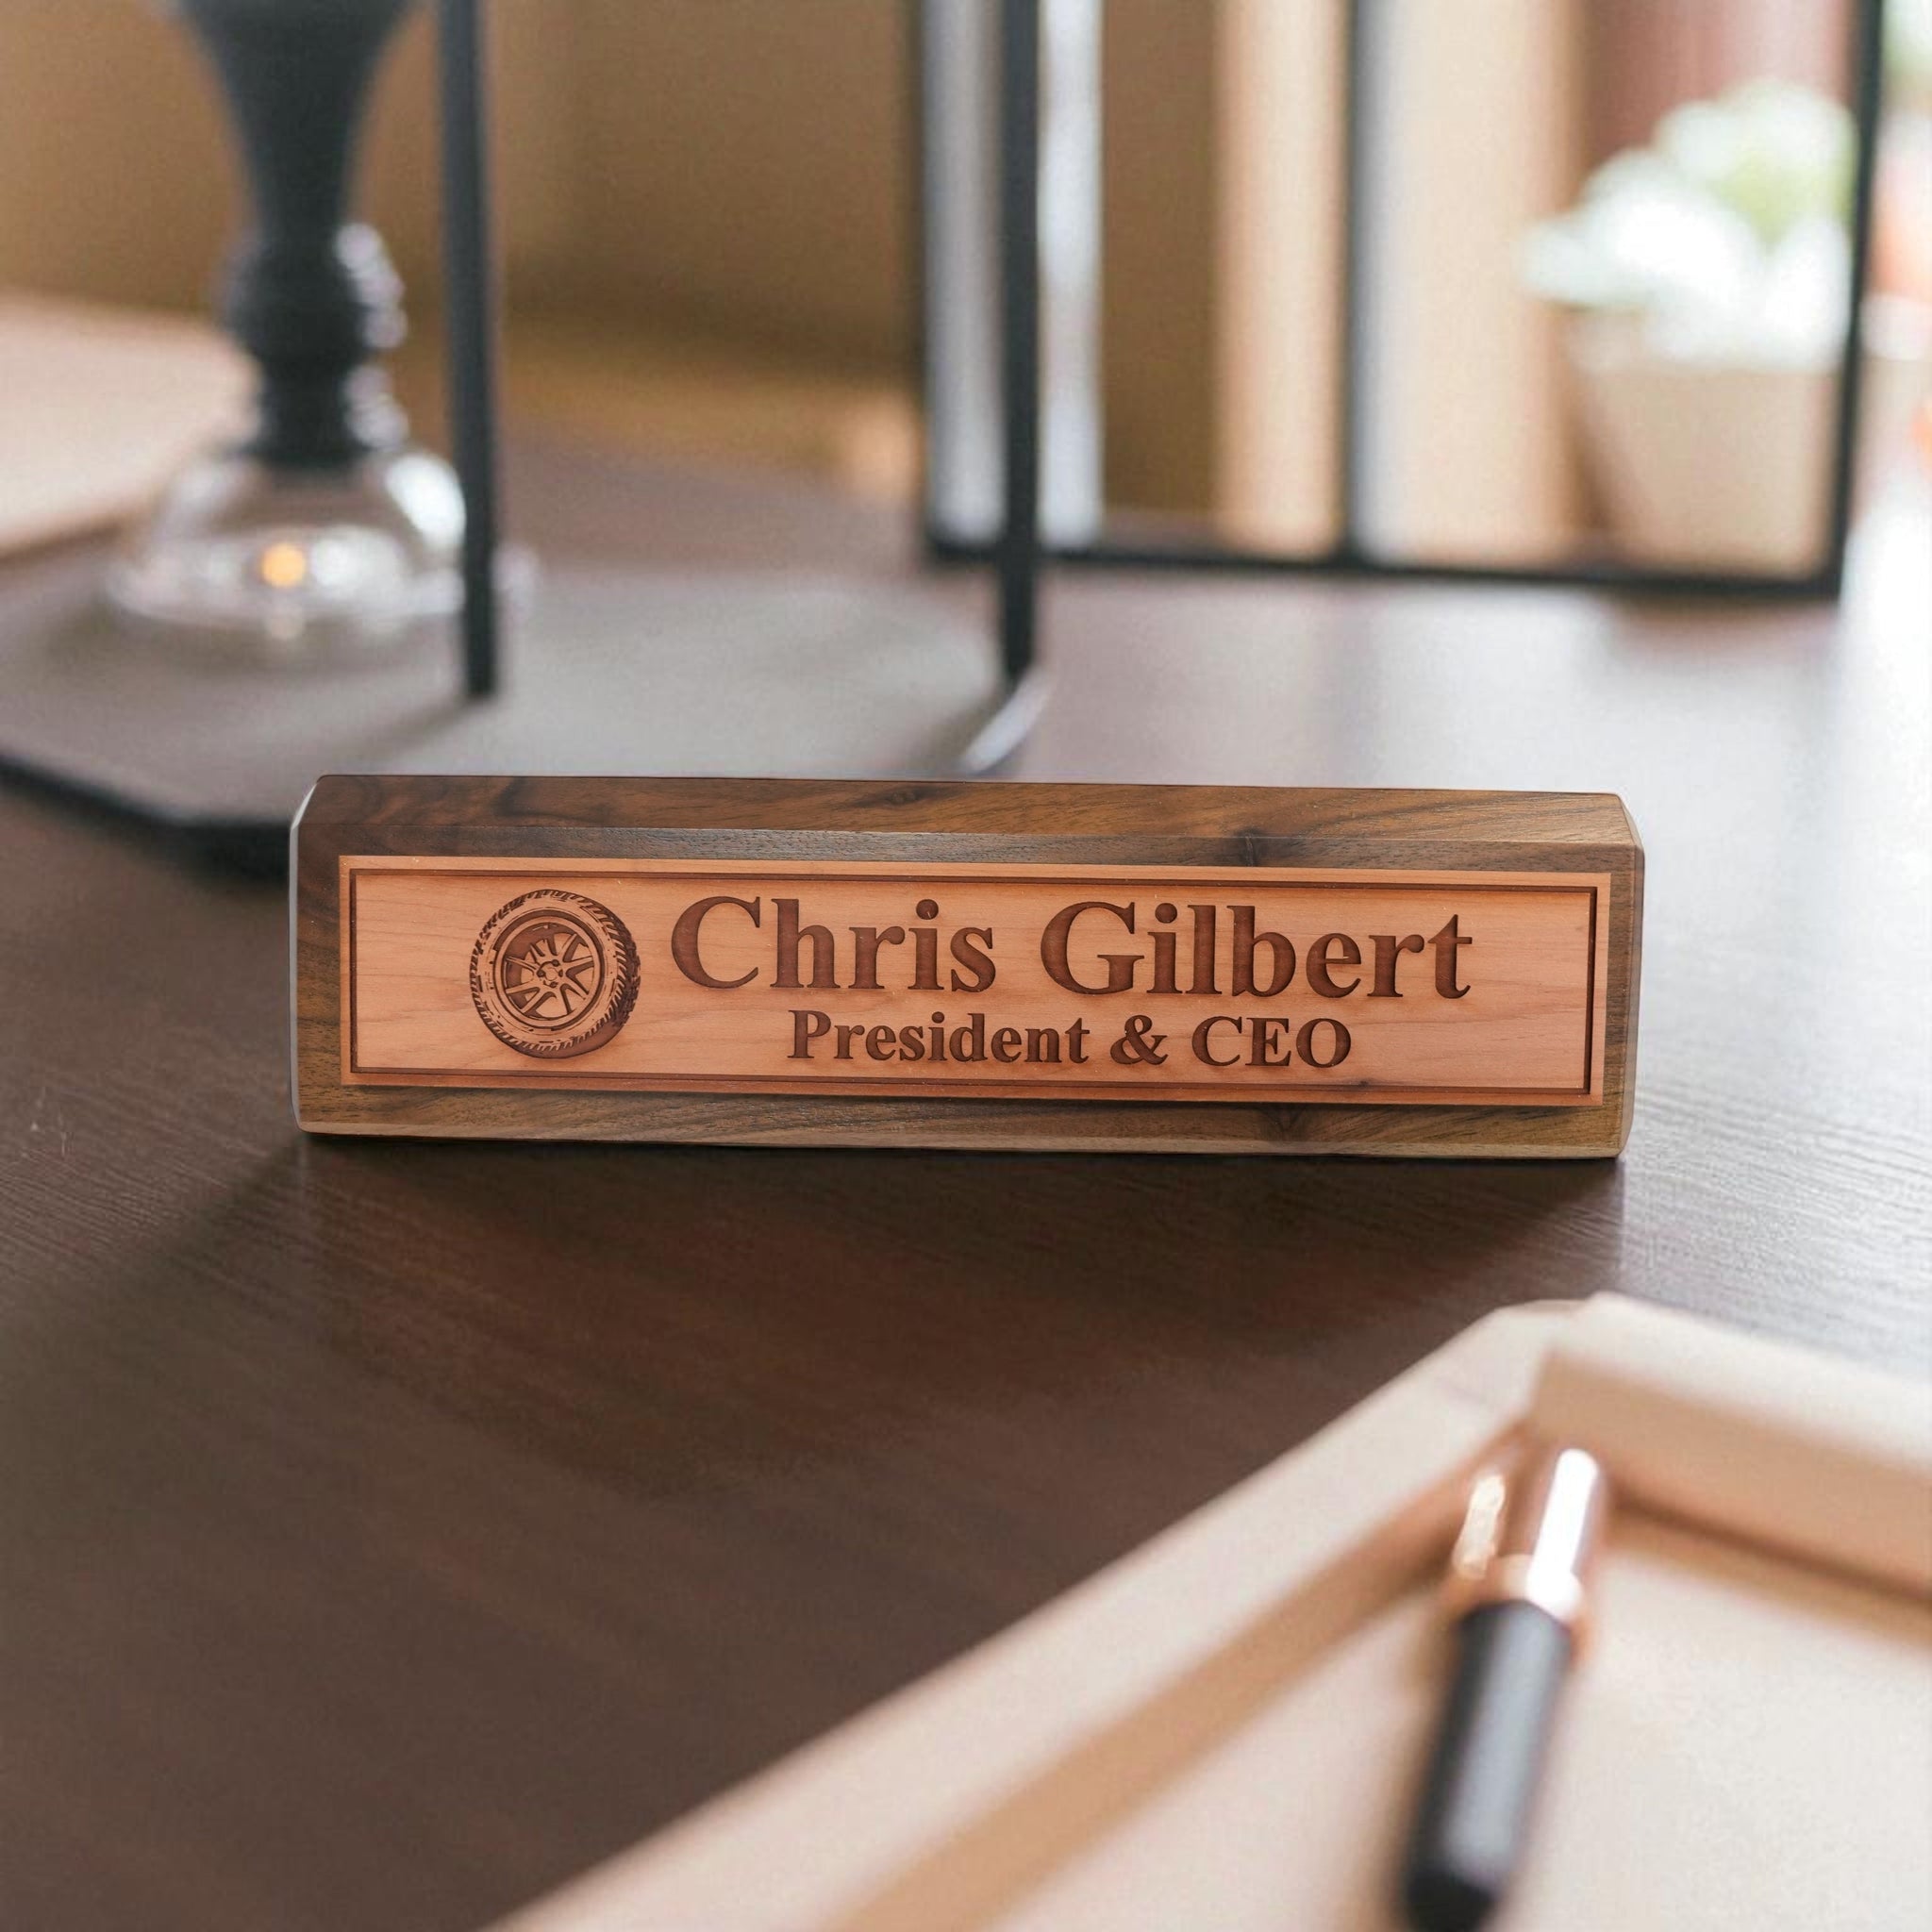 Chris Gilbert
President & CEO